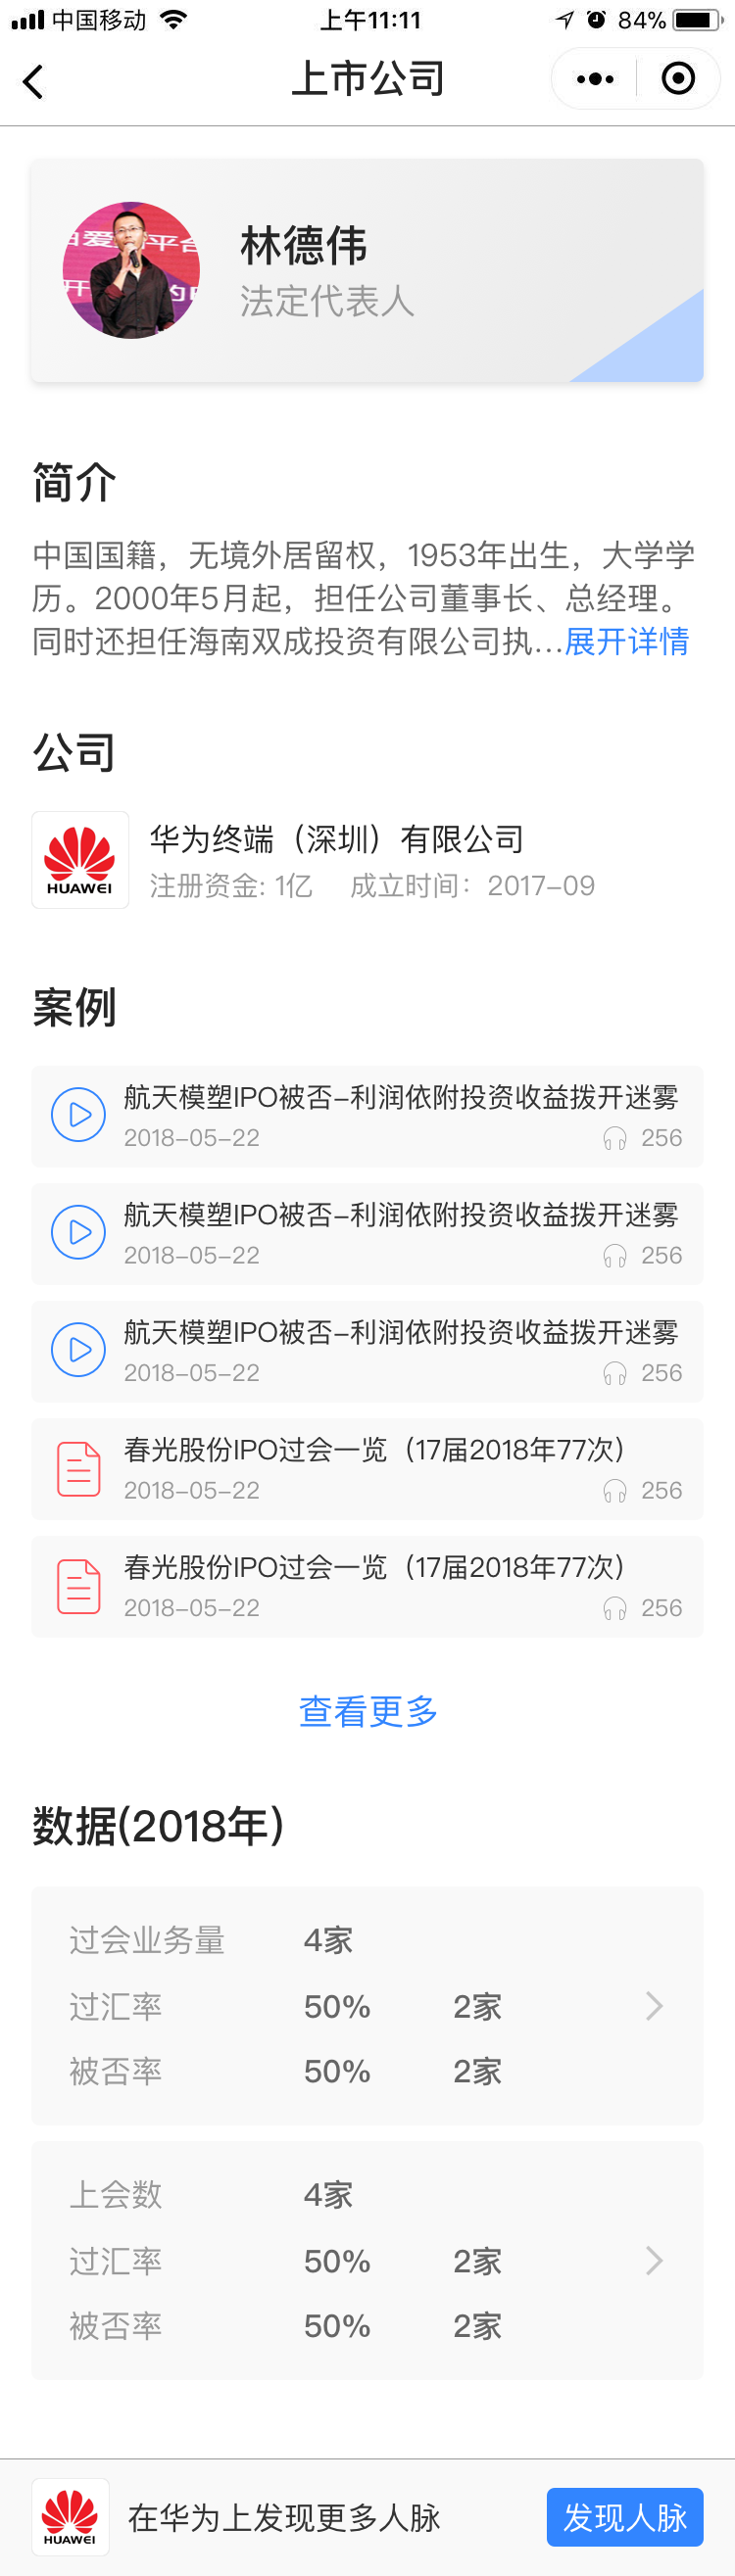 中国移动 上午11:11 84%
上市公司
白爱 平台
开 的
林德伟
法定代表人
简介
中国国籍，无境外居留权，1953年出生，大学学
历。2000年5月起，担任公司董事长、总经理。
同时还担任海南双成投资有限公司执...展开详情
公司
HUAWEI
华为终端（深圳）有限公司
注册资金: 1亿 成立时间：2017-09
案例
航天模塑IPO被否-利润依附投资收益拨开迷雾
2018-05-22 256
航天模塑IPO被否-利润依附投资收益拨开迷雾
2018-05-22 256
航天模塑IPO被否-利润依附投资收益拨开迷雾
2018-05-22 256
春光股份IPO过会一览（17届2018年77次）
2018-05-22 256
春光股份IPO过会一览（17届2018年77次）
2018-05-22 256
查看更多
数据(2018年)
过会业务量 4家
过汇率 50% 2家
被否率 50% 2家
上会数 4家
过汇率 50% 2家
被否率 50% 2家
HUAWEI
在华为上发现更多人脉
发现人脉